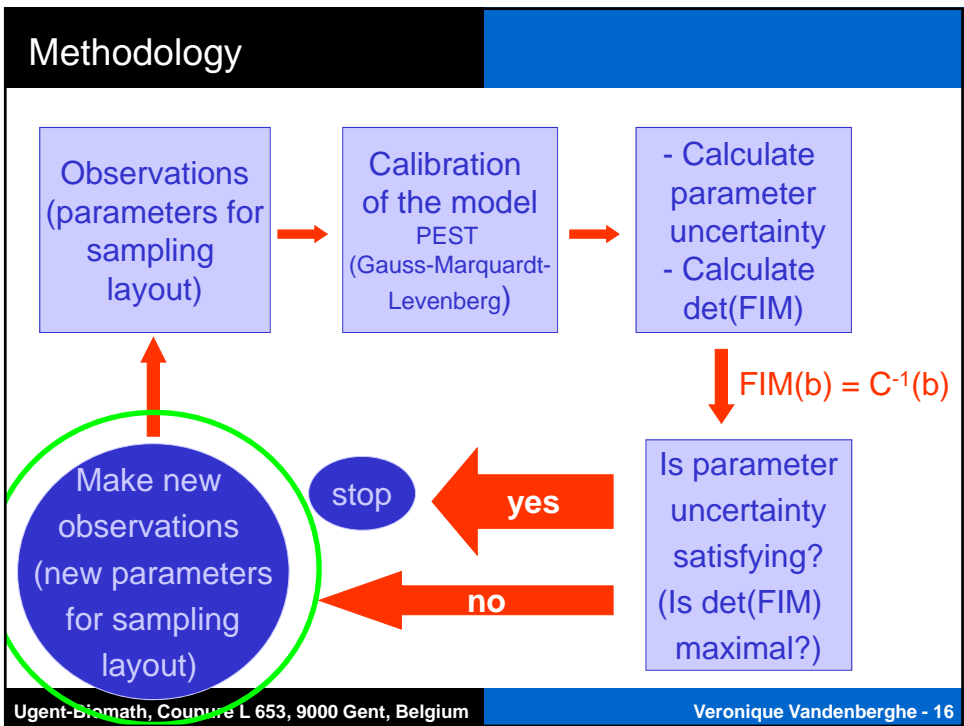 Methodology
Observations
(parameters for
sampling
layout)
Calibration
of the model
PEST
(Gauss-Marquardt-
Levenberg)
- Calculate
parameter
uncertainty
- Calculate
det(FIM)
FIM(b) = C-1(b)
Is parameter
uncertainty
satisfying?
(Is det(FIM)
maximal?)
yes
stop
no
Make new
observations
(new parameters
for sampling
layout)
Ugent-Biomath, Coupure L 653, 9000 Gent, Belgium
Veronique Vandenberghe - 16